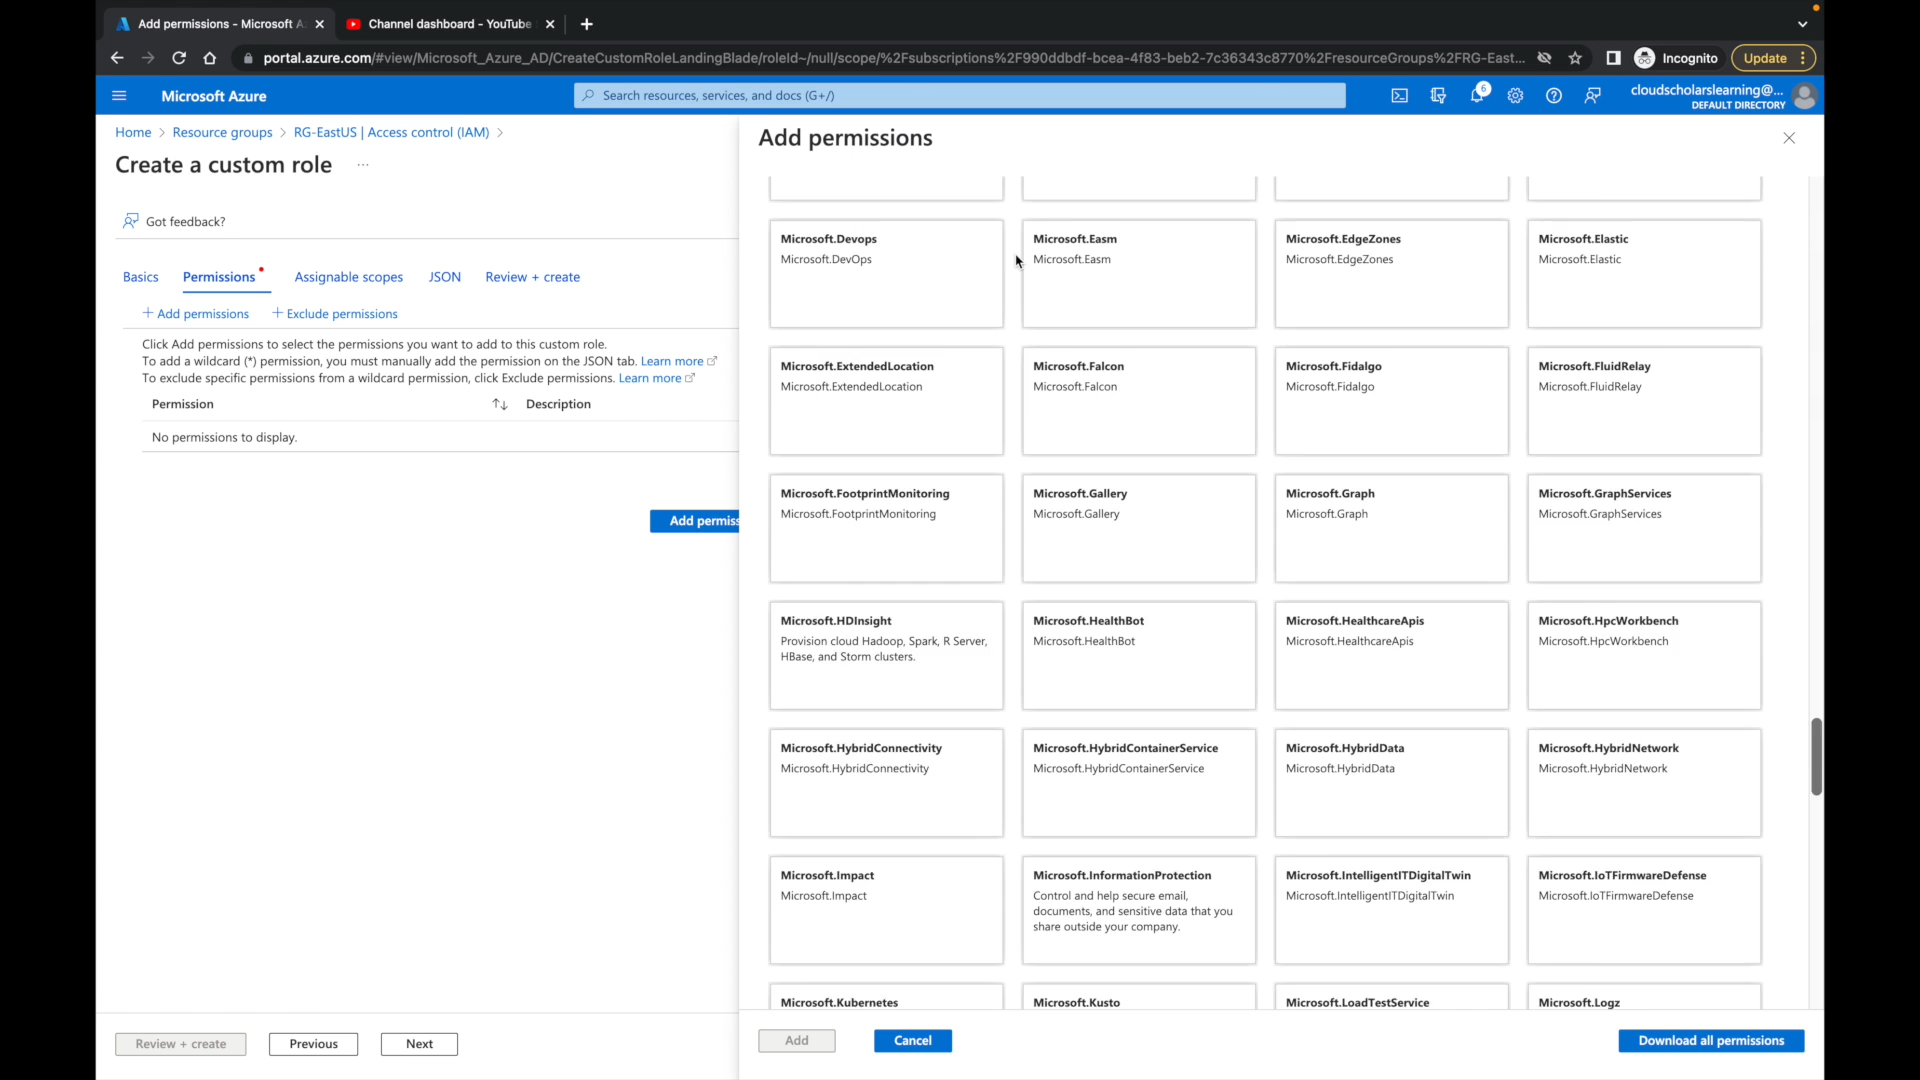 Add permissions - Microsoft A
Channel dashboard - YouTube
portal.azure.com/#view/Microsoft_Azure_AD/CreateCustomRoleLandingBlade/roleId~/null/scope/%2Fsubscriptions%2F990ddbdf-bcea-4f83-beb2-7c36343c8770%2FresourceGroups%2FRG-East...
Incognito
Update
Microsoft Azure
Search resources, services, and docs (G+/)
6
cloudscholarslearning@...
DEFAULT DIRECTORY
Home > Resource groups > RG-EastUS | Access control (IAM) >
Create a custom role ...
Got feedback?
Basics
Permissions
Assignable scopes
JSON
Review + create
+ Add permissions
+ Exclude permissions
Click Add permissions to select the permissions you want to add to this custom role.
To add a wildcard (*) permission, you must manually add the permission on the JSON tab. Learn more
To exclude specific permissions from a wildcard permission, click Exclude permissions. Learn more
Permission
Description
No permissions to display.
Add permiss
Review + create
Previous
Next
Add permissions
Microsoft.Devops
Microsoft.DevOps
Microsoft.Easm
Microsoft.Easm
Microsoft.EdgeZones
Microsoft.EdgeZones
Microsoft.Elastic
Microsoft.Elastic
Microsoft.ExtendedLocation
Microsoft.ExtendedLocation
Microsoft.Falcon
Microsoft.Falcon
Microsoft.Fidalgo
Microsoft.Fidalgo
Microsoft.FluidRelay
Microsoft.FluidRelay
Microsoft.FootprintMonitoring
Microsoft.FootprintMonitoring
Microsoft.Gallery
Microsoft.Gallery
Microsoft.Graph
Microsoft.Graph
Microsoft.GraphServices
Microsoft.GraphServices
Microsoft.HDInsight
Provision cloud Hadoop, Spark, R Server,
HBase, and Storm clusters.
Microsoft.HealthBot
Microsoft.HealthBot
Microsoft.HealthcareApis
Microsoft.HealthcareApis
Microsoft.HpcWorkbench
Microsoft.HpcWorkbench
Microsoft.HybridConnectivity
Microsoft.HybridConnectivity
Microsoft.HybridContainerService
Microsoft.HybridContainerService
Microsoft.HybridData
Microsoft.HybridData
Microsoft.HybridNetwork
Microsoft.HybridNetwork
Microsoft.Impact
Microsoft.Impact
Microsoft.InformationProtection
Control and help secure email,
documents, and sensitive data that you
share outside your company.
Microsoft.IntelligentITDigitalTwin
Microsoft.IntelligentITDigitalTwin
Microsoft.IoTFirmwareDefense
Microsoft.IoTFirmwareDefense
Microsoft.Kubernetes
Microsoft.Kusto
Microsoft.LoadTestService
Microsoft.Logz
Add
Cancel
Download all permissions